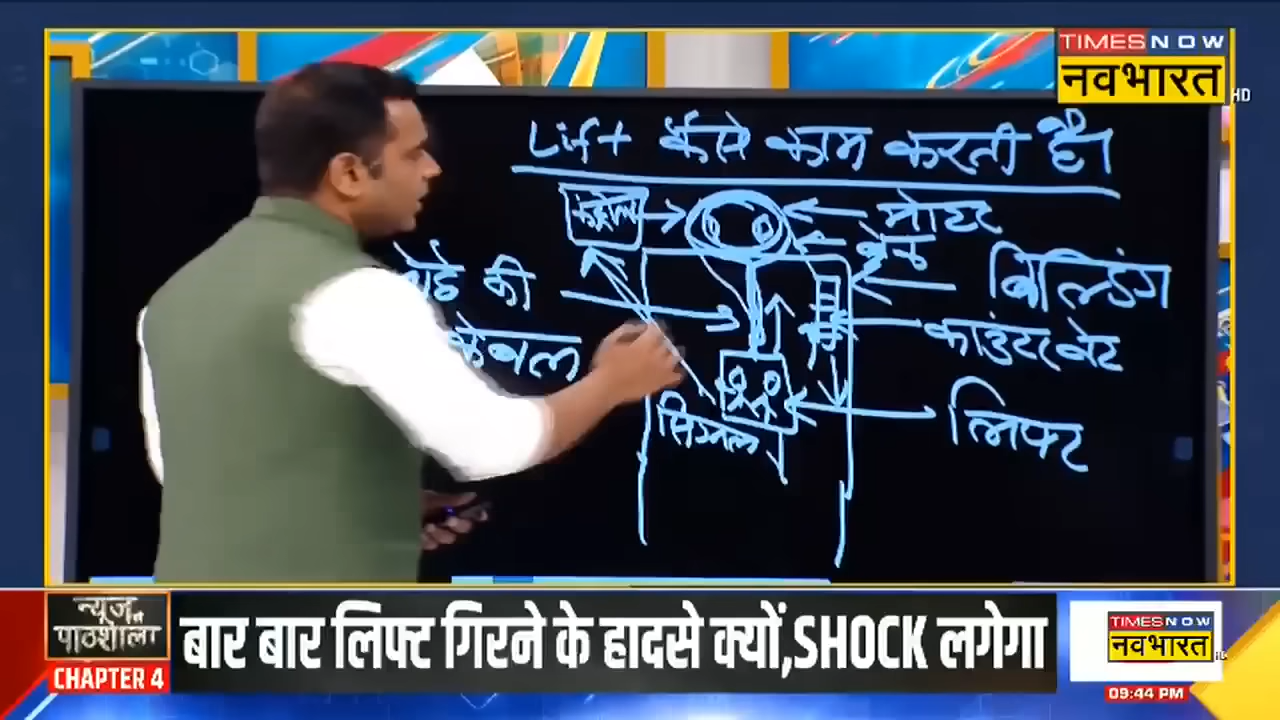 TIMES NOW
नवभारत
HD
Lift कैसे काम करती है।
कंट्रोल
मोटर
ब्रेक
बिल्डिंग
की
केबल
काउंटर वेट
लिफ्ट
सिग्नल
न्यूज़ की
पाठशाला
CHAPTER 4
बार बार लिफ्ट गिरने के हादसे क्यों,SHOCK लगेगा
TIMES NOW
नवभारत
09:44 PM